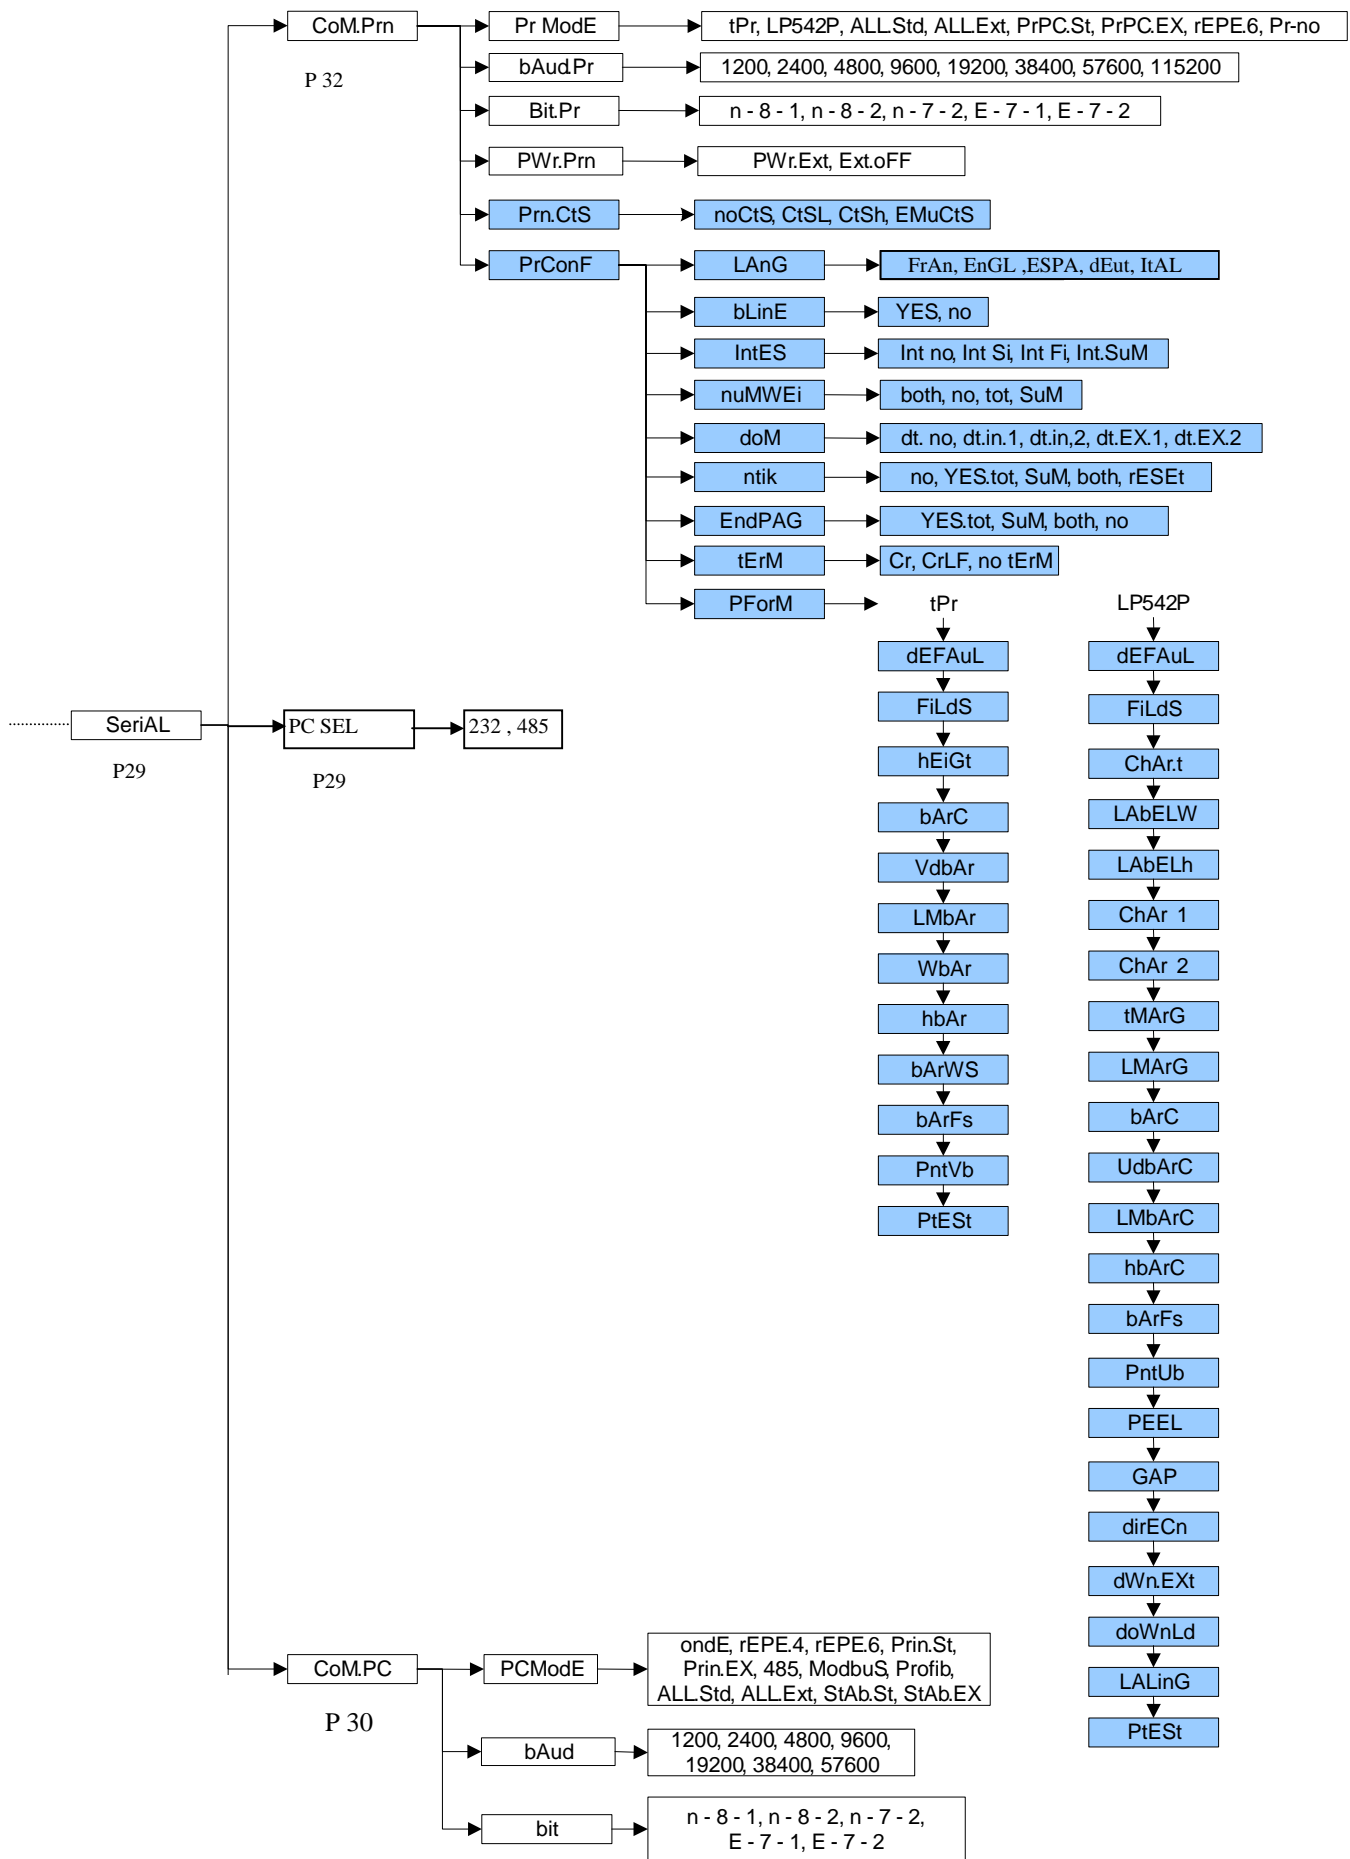 CoM.Prn
Pr ModE
tPr, LP542P, ALL.Std, ALL.Ext, PrPC.St, PrPC.EX, rEPE.6, Pr-no
P 32
bAud.Pr
1200, 2400, 4800, 9600, 19200, 38400, 57600, 115200
Bit.Pr
n - 8 - 1, n - 8 - 2, n - 7 - 2, E - 7 - 1, E - 7 - 2
PWr.Prn
PWr.Ext, Ext.oFF
Prn.CtS
noCtS, CtSL, CtSh, EMuCtS
PrConF
LAnG
FrAn, EnGL ,ESPA, dEut, ItAL
bLinE
YES, no
IntES
Int no, Int Si, Int Fi, Int.SuM
nuMWEi
both, no, tot, SuM
doM
dt. no, dt.in.1, dt.in,2, dt.EX.1, dt.EX.2
ntik
no, YES.tot, SuM, both, rESEt
EndPAG
YES.tot, SuM, both, no
tErM
Cr, CrLF, no tErM
PForM
tPr
dEFAuL
FiLdS
hEiGt
bArC
VdbAr
LMbAr
WbAr
hbAr
bArWS
bArFs
PntVb
PtESt
LP542P
dEFAuL
FiLdS
ChAr.t
LAbELW
LAbELh
ChAr 1
ChAr 2
tMArG
LMArG
bArC
UdbArC
LMbArC
hbArC
bArFs
PntUb
PEEL
GAP
dirECn
dWn.EXt
doWnLd
LALinG
PtESt
SeriAL
P29
PC SEL
232 , 485
P29
CoM.PC
P 30
PCModE
ondE, rEPE.4, rEPE.6, Prin.St,
Prin.EX, 485, ModbuS, Profib,
ALL.Std, ALL.Ext, StAb.St, StAb.EX
bAud
1200, 2400, 4800, 9600,
19200, 38400, 57600
bit
n - 8 - 1, n - 8 - 2, n - 7 - 2,
E - 7 - 1, E - 7 - 2